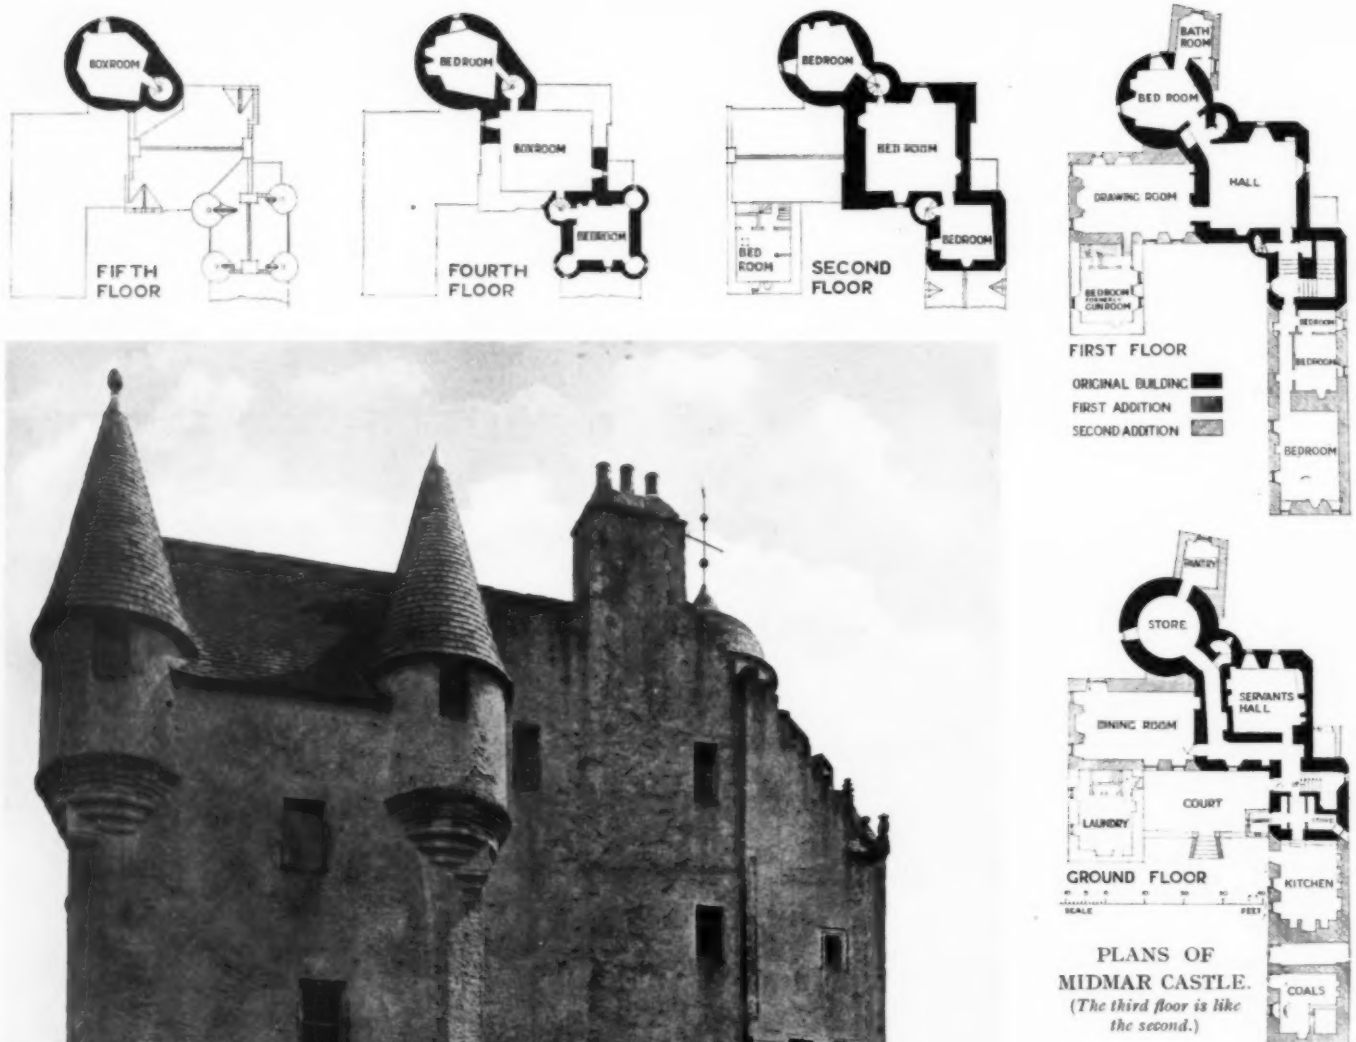 BOXROOM
FIFTH
FLOOR
BEDROOM
BOXROOM
BEDROOM
FOURTH
FLOOR
BEDROOM
BED ROOM
BEDROOM
BED
ROOM
SECOND
FLOOR
BATH
ROOM
BED ROOM
HALL
DRAWING ROOM
BEDROOM
FORMERLY
GUNROOM
BEDROOM
BEDROOM
BEDROOM
FIRST FLOOR
ORIGINAL BUILDING
FIRST ADDITION
SECOND ADDITION
PANTRY
STORE
SERVANTS
HALL
DINING ROOM
COURT
LAUNDRY
STORE
KITCHEN
COALS
GROUND FLOOR
SCALE
FEET
PLANS OF
MIDMAR CASTLE.
(The third floor is like
the second.)